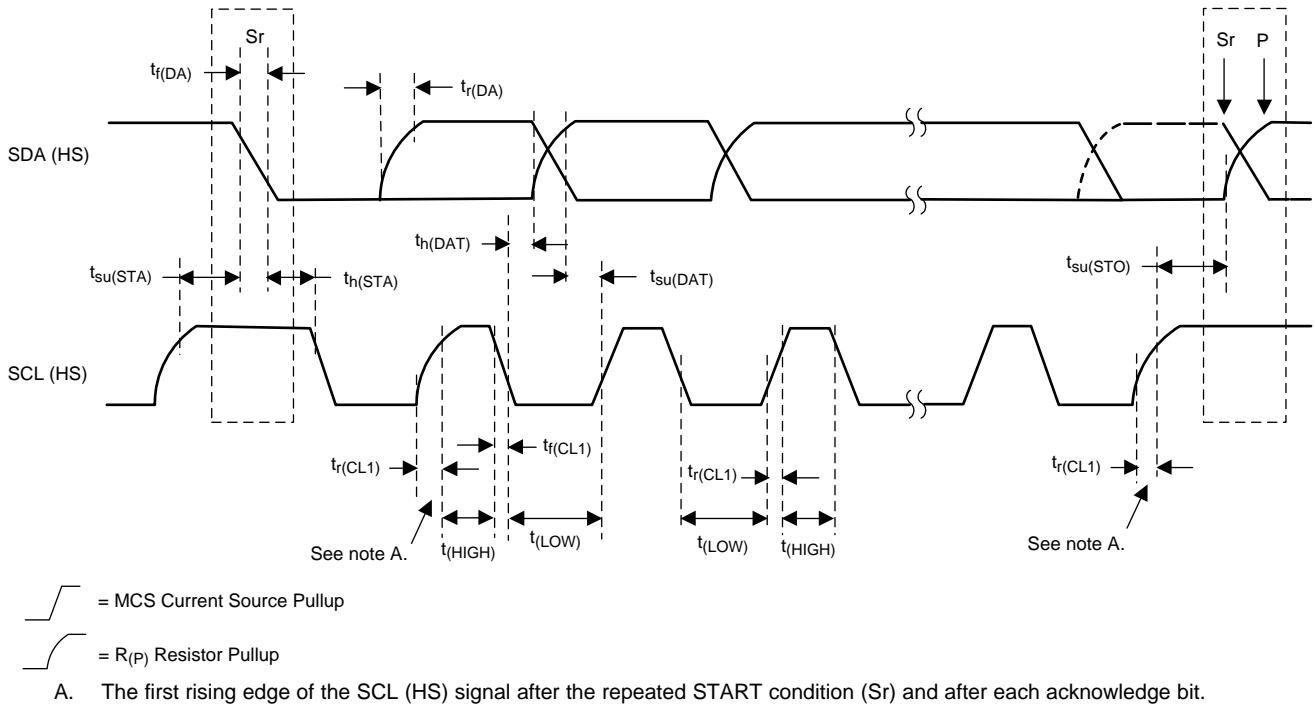 Sr
Sr P
tf(DA)
tr(DA)
SDA (HS)
th(DAT)
tsu(STA)
th(STA)
tsu(DAT)
tsu(STO)
SCL (HS)
tf(CL1)
tr(CL1)
tr(CL1)
tr(CL1)
t(HIGH)
t(LOW)
t(LOW)
t(HIGH)
See note A.
See note A.
= MCS Current Source Pullup
= R(P) Resistor Pullup
A. The first rising edge of the SCL (HS) signal after the repeated START condition (Sr) and after each acknowledge bit.